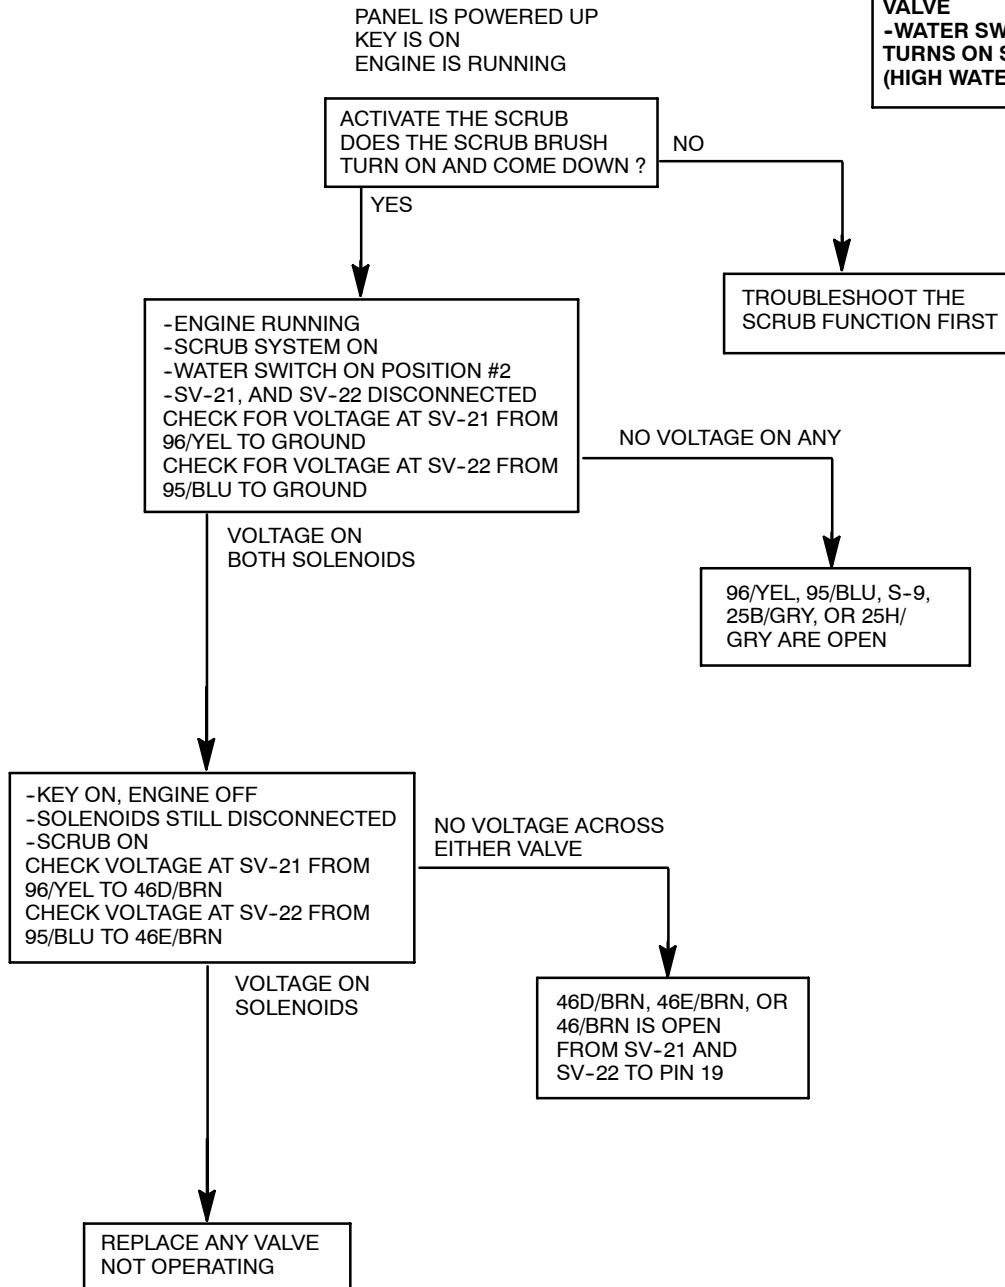 PANEL IS POWERED UP
KEY IS ON
ENGINE IS RUNNING
VALVE
-WATER
TURNS ON
(HIGH
ACTIVATE THE SCRUB
DOES THE SCRUB BRUSH
TURN ON AND COME DOWN ?
NO
YES
TROUBLESHOOT THE
SCRUB FUNCTION FIRST
-ENGINE RUNNING
-SCRUB SYSTEM ON
-WATER SWITCH ON POSITION #2
-SV-21, AND SV-22 DISCONNECTED
CHECK FOR VOLTAGE AT SV-21 FROM
96/YEL TO GROUND
CHECK FOR VOLTAGE AT SV-22 FROM
95/BLU TO GROUND
NO VOLTAGE ON ANY
VOLTAGE ON
BOTH SOLENOIDS
96/YEL, 95/BLU, S-9,
25B/GRY, OR 25H/
GRY ARE OPEN
-KEY ON, ENGINE OFF
-SOLENOIDS STILL DISCONNECTED
-SCRUB ON
CHECK VOLTAGE AT SV-21 FROM
96/YEL TO 46D/BRN
CHECK VOLTAGE AT SV-22 FROM
95/BLU TO 46E/BRN
NO VOLTAGE ACROSS
EITHER VALVE
VOLTAGE ON
SOLENOIDS
46D/BRN, 46E/BRN, OR
46/BRN IS OPEN
FROM SV-21 AND
SV-22 TO PIN 19
REPLACE ANY VALVE
NOT OPERATING